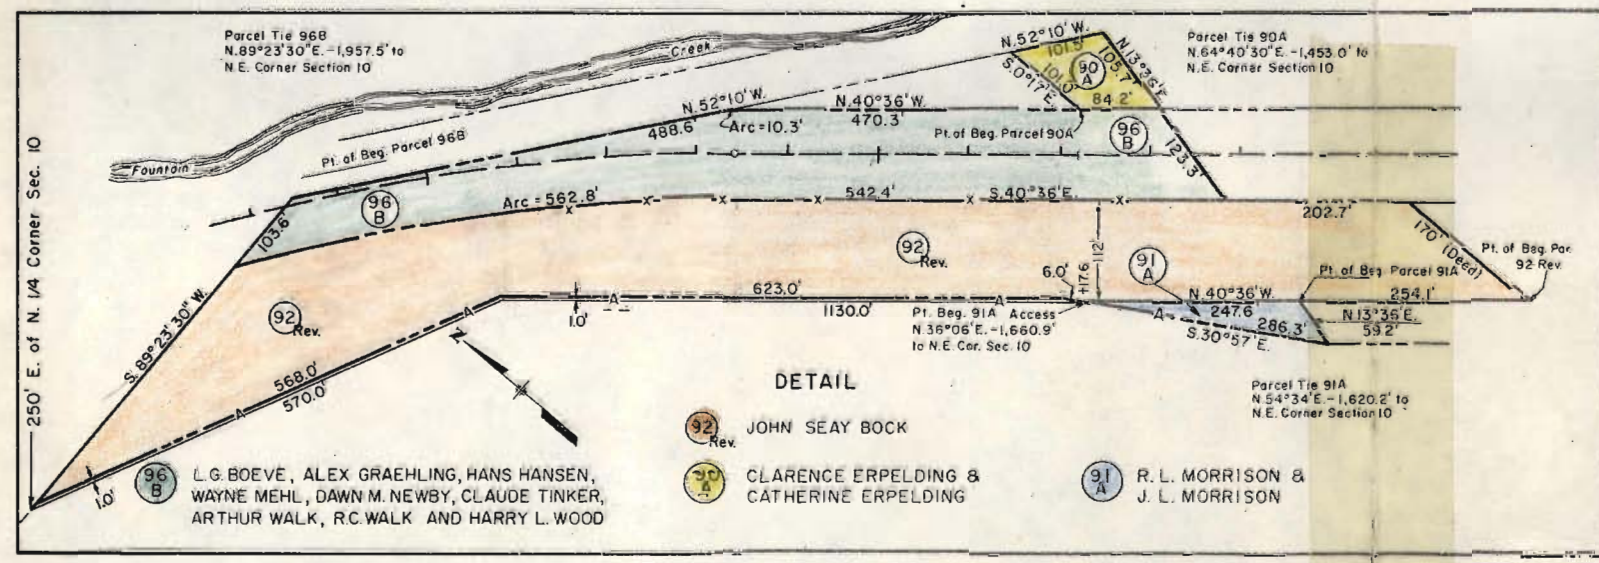 Parcel Tie 96B
N.89°23'30"E.-1,957.5' to
N.E. Corner Section 10
Creek
Fountain
Pt. of Beg. Parcel 96B
N.52°10'W.
488.6'
Arc=10.3'
N.40°36'W.
470.3'
N.52°10'W.
101.5'
90
A
N.13°36'E.
105.7'
S.0°17'E.
101.0'
84.2'
Pt. of Beg. Parcel 90A
96
B
123.3'
Parcel Tie 90A
N.64°40'30"E.-1,453.0' to
N.E. Corner Section 10
250' E. of N. 1/4 Corner Sec. 10
103.6'
96
B
Arc = 562.8'
542.4'
S.40°36'E.
202.7'
170' (Deed)
Pt. of Beg. Par.
92-Rev.
92
Rev.
91
A
Pt. of Beg. Parcel 91A
6.0'
+17.6
112'
623.0'
1130.0'
1.0'
A
A
A
N.40°36'W.
247.6
254.1'
286.3'
S.30°57'E.
N.13°36'E.
59.2'
Pt. Beg. 91A Access
N.36°06'E.-1,660.9'
to N.E. Cor. Sec. 10
S. 89°23'30" W.
92
Rev.
568.0'
570.0'
A
A
1.0'
N
DETAIL
Parcel Tie 91A
N.54°34'E.-1,620.2' to
N.E. Corner Section 10
92
Rev.
JOHN SEAY BOCK
96
B
L.G. BOEVE, ALEX GRAEHLING, HANS HANSEN,
WAYNE MEHL, DAWN M. NEWBY, CLAUDE TINKER,
ARTHUR WALK, R.C. WALK AND HARRY L. WOOD
90
A
CLARENCE ERPELDING &
CATHERINE ERPELDING
91
A
R.L. MORRISON &
J.L. MORRISON